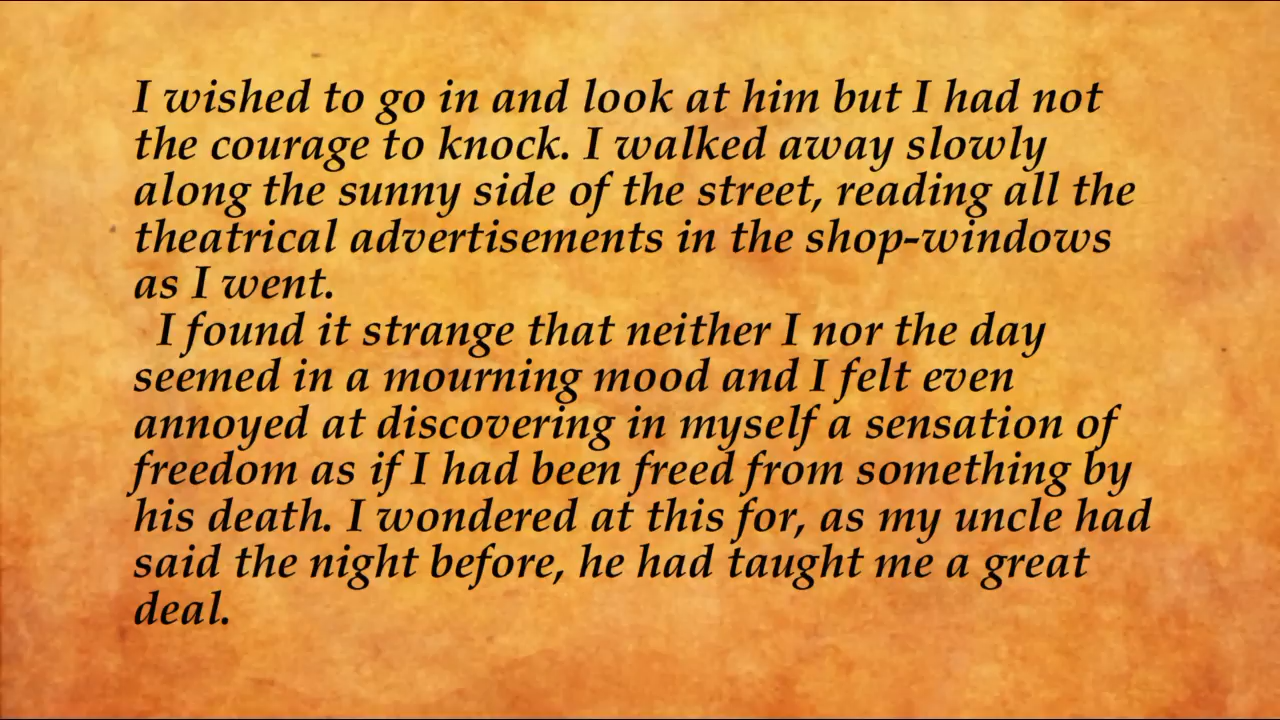 I wished to go in and look at him but I had not
the courage to knock. I walked away slowly
along the sunny side of the street, reading all the
theatrical advertisements in the shop-windows
as I went.
I found it strange that neither I nor the day
seemed in a mourning mood and I felt even
annoyed at discovering in myself a sensation of
freedom as if I had been freed from something by
his death. I wondered at this for, as my uncle had
said the night before, he had taught me a great
deal.